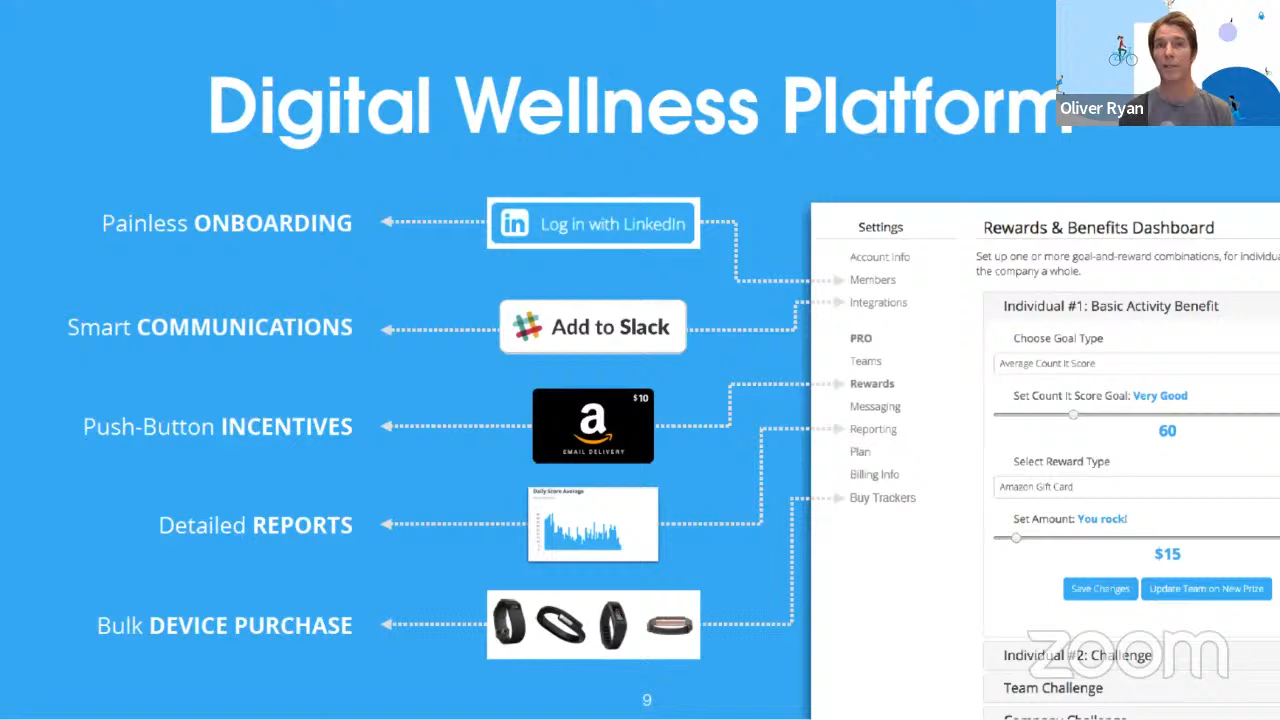 Digital Wellness Platform
Oliver Ryan
Painless ONBOARDING
in Log in with LinkedIn
Smart COMMUNICATIONS
Add to Slack
Push-Button INCENTIVES
a
$10
EMAIL DELIVERY
Detailed REPORTS
Daily Score Average
Bulk DEVICE PURCHASE
Settings
Account Info
Members
Integrations
PRO
Teams
Rewards
Messaging
Reporting
Plan
Billing Info
Buy Trackers
Rewards & Benefits Dashboard
Set up one or more goal-and-reward combinations, for
the company a whole.
Individual #1: Basic Activity Benefit
Choose Goal Type
Average Count It Score
Set Count It Score Goal: Very Good
60
Select Reward Type
Amazon Gift Card
Set Amount: You rock!
$15
Save Changes
Update Team on New Prize
Individual #2: Challenge
Team Challenge
Company Challenge
zoom
9